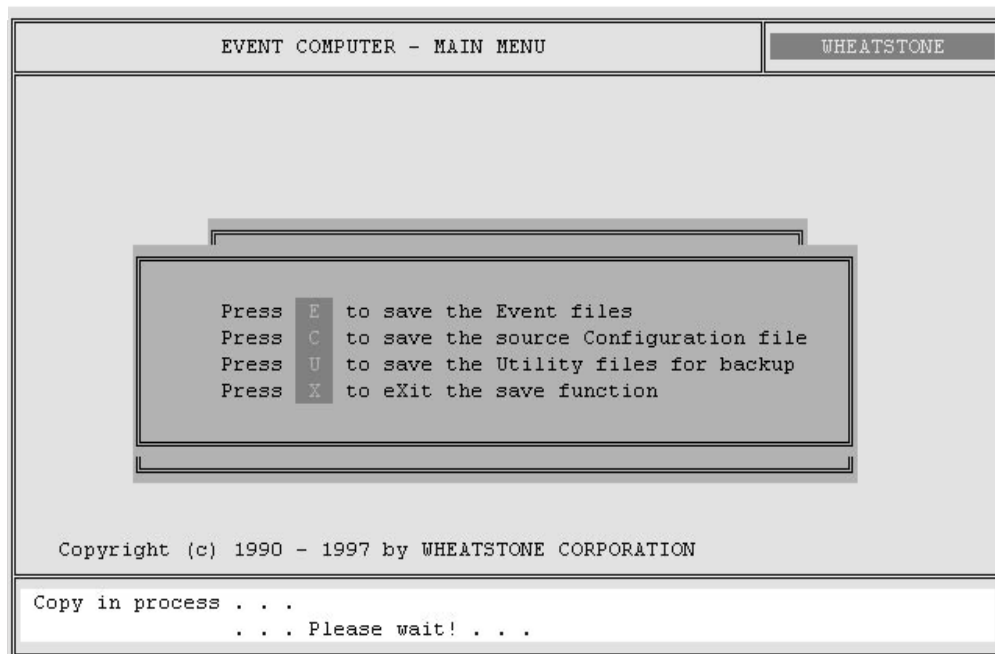 EVENT COMPUTER - MAIN MENU
WHEATSTONE
Press E to save the Event files
Press C to save the source Configuration file
Press U to save the Utility files for backup
Press X to eXit the save function
Copyright (c) 1990 - 1997 by WHEATSTONE CORPORATION
Copy in process . . .
. . . Please wait! . . .